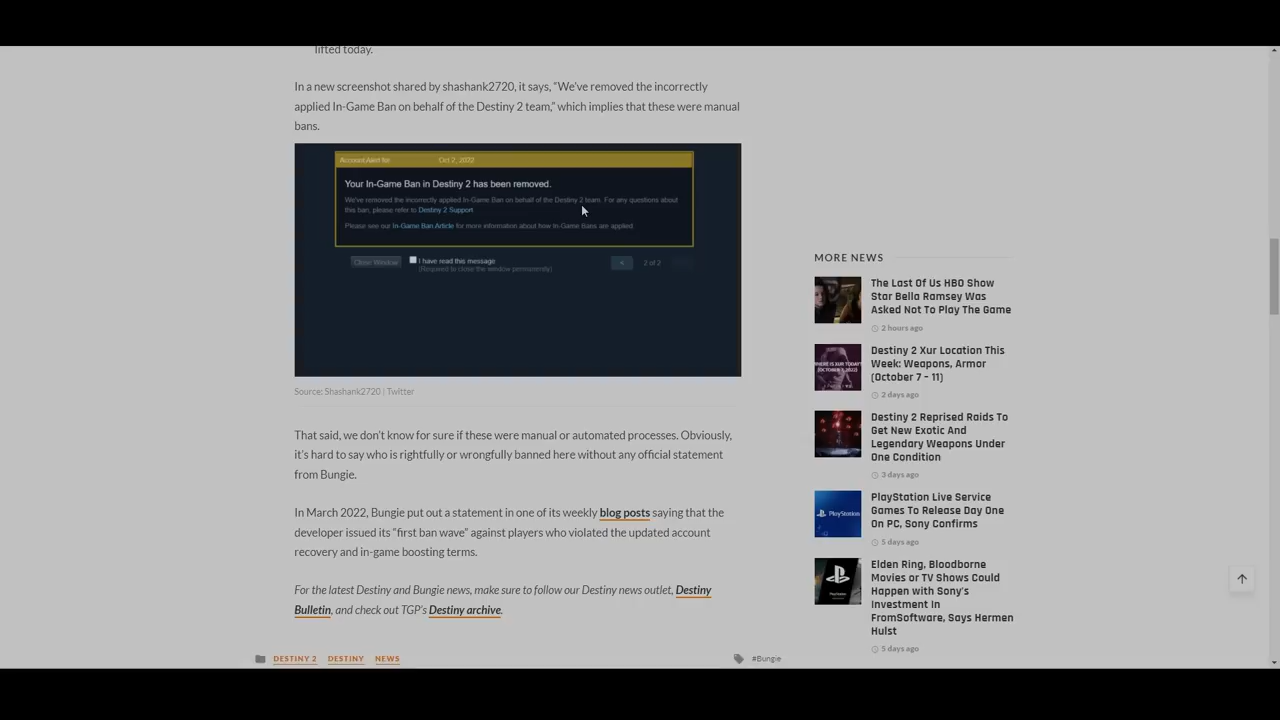 lifted today.
In a new screenshot shared by shashank2720, it says, “We’ve removed the incorrectly
applied In-Game Ban on behalf of the Destiny 2 team,” which implies that these were manual
bans.
Account Alert for Oct 2, 2022
Your In-Game Ban in Destiny 2 has been removed.
We've removed the incorrectly applied In-Game Ban on behalf of the Destiny 2 team. For any questions about
this ban, please refer to Destiny 2 Support
Please see our In-Game Ban Article for more information about how In-Game Bans are applied.
Close Window I have read this message < 2 of 2
(Required to close the window permanently)
Source: Shashank2720 | Twitter
That said, we don’t know for sure if these were manual or automated processes. Obviously,
it’s hard to say who is rightfully or wrongfully banned here without any official statement
from Bungie.
In March 2022, Bungie put out a statement in one of its weekly blog posts saying that the
developer issued its “first ban wave” against players who violated the updated account
recovery and in-game boosting terms.
For the latest Destiny and Bungie news, make sure to follow our Destiny news outlet, Destiny
Bulletin, and check out TGP’s Destiny archive.
DESTINY 2 DESTINY NEWS #Bungie
MORE NEWS
The Last Of Us HBO Show
Star Bella Ramsey Was
Asked Not To Play The Game
2 hours ago
Destiny 2 Xur Location This
Week: Weapons, Armor
(October 7 – 11)
2 days ago
Destiny 2 Reprised Raids To
Get New Exotic And
Legendary Weapons Under
One Condition
3 days ago
PlayStation
PlayStation Live Service
Games To Release Day One
On PC, Sony Confirms
5 days ago
Elden Ring, Bloodborne
Movies or TV Shows Could
Happen with Sony’s
Investment In
FromSoftware, Says Hermen
Hulst
5 days ago